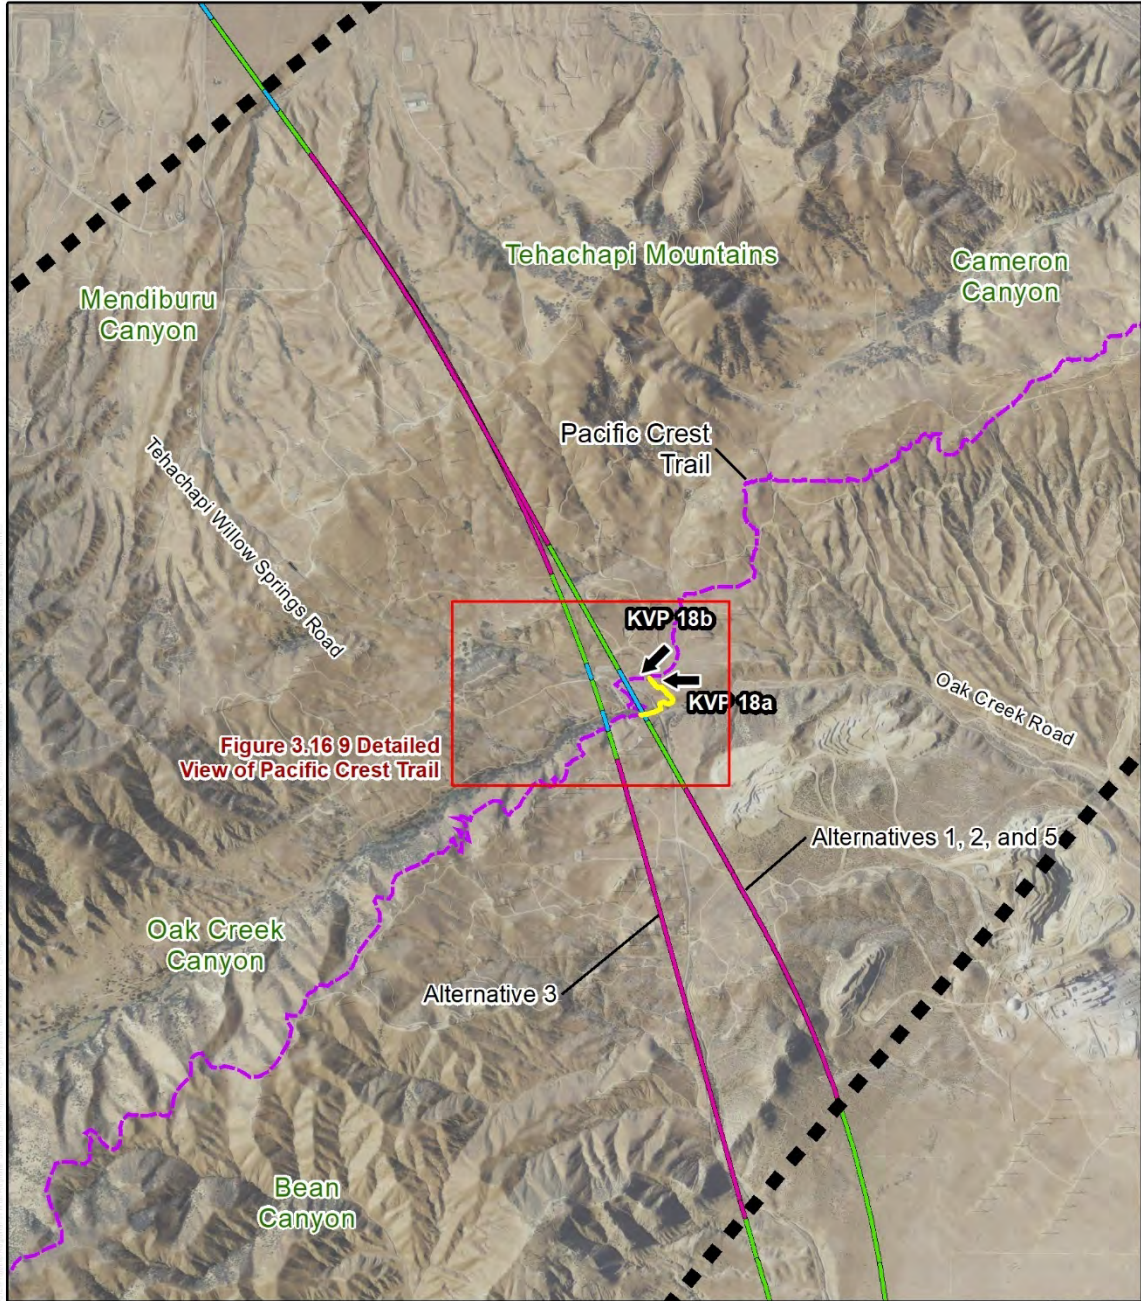 Tehachapi Mountains
Cameron
Canyon
Mendiburu
Canyon
Pacific Crest
Trail
Tehachapi Willow Springs Road
KVP 18b
KVP 18a
Oak Creek Road
Figure 3.16 9 Detailed
View of Pacific Crest Trail
Alternatives 1, 2, and 5
Oak Creek
Canyon
Alternative 3
Bean
Canyon